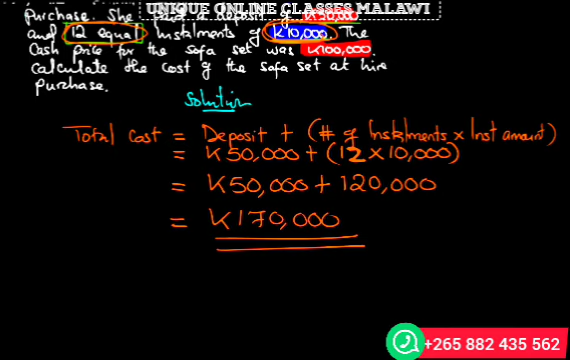 UNIQUE ONLINE CLASSES MALAWI
purchase. She paid a deposit of K50,000
and 12 equal Instalments of K10,000. The
Cash price for the sofa set was K100,000.
Calculate the cost of the sofa set at hire
purchase.
Solution
Total Cost = Deposit + (# of Instalments × Inst amount)
= K50,000 + (12 × 10,000)
= K50,000 + 120,000
= K170,000
+265 882 435 562